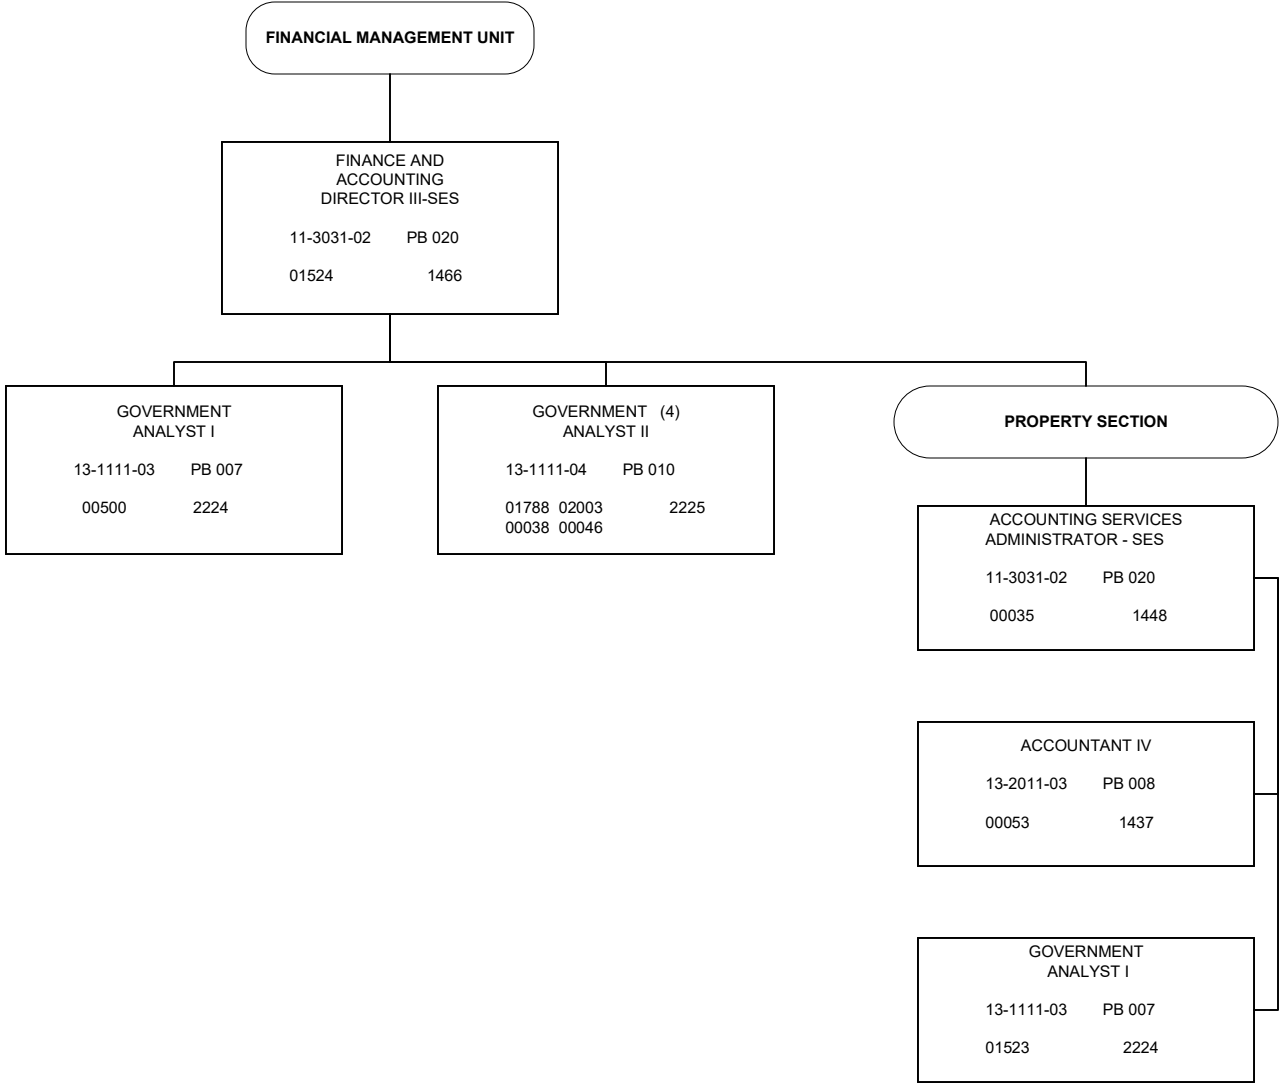 FINANCIAL MANAGEMENT UNIT
FINANCE AND
ACCOUNTING
DIRECTOR III-SES
11-3031-02 PB 020
01524 1466
GOVERNMENT
ANALYST I
13-1111-03 PB 007
00500 2224
GOVERNMENT (4)
ANALYST II
13-1111-04 PB 010
01788 02003 2225
00038 00046
PROPERTY SECTION
ACCOUNTING SERVICES
ADMINISTRATOR - SES
11-3031-02 PB 020
00035 1448
ACCOUNTANT IV
13-2011-03 PB 008
00053 1437
GOVERNMENT
ANALYST I
13-1111-03 PB 007
01523 2224